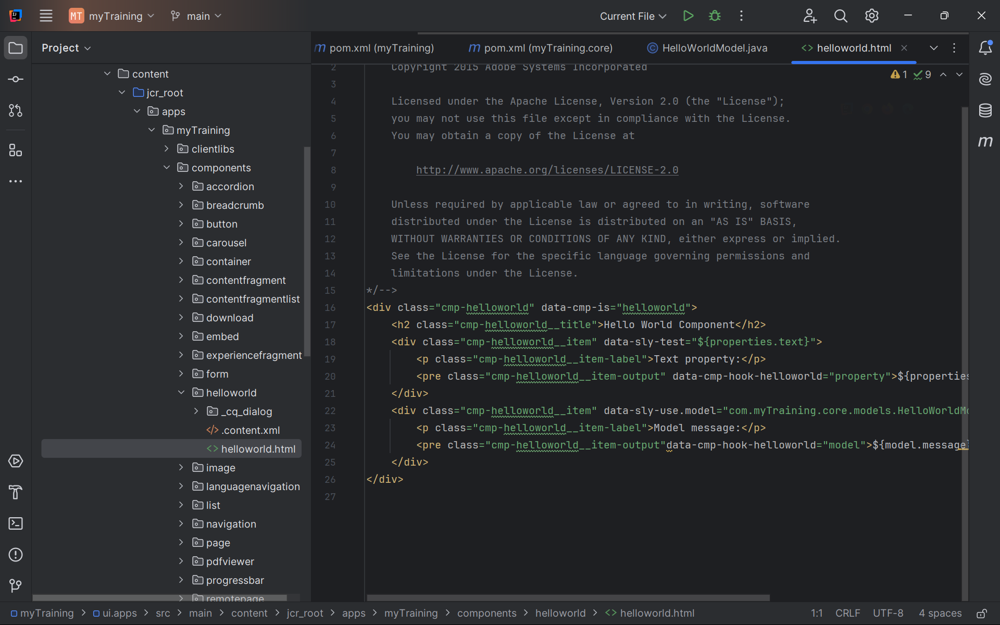 MT myTraining main Current File
Project
pom.xml (myTraining) pom.xml (myTraining.core) HelloWorldModel.java helloworld.html
1 9
content
jcr_root
apps
myTraining
clientlibs
components
accordion
breadcrumb
button
carousel
container
contentfragment
contentfragmentlist
download
embed
experiencefragment
form
helloworld
_cq_dialog
.content.xml
helloworld.html
image
languagenavigation
list
navigation
page
pdfviewer
progressbar
remotepage
2 Copyright 2015 Adobe Systems Incorporated
3
4 Licensed under the Apache License, Version 2.0 (the "License");
5 you may not use this file except in compliance with the License.
6 You may obtain a copy of the License at
7
8 http://www.apache.org/licenses/LICENSE-2.0
9
10 Unless required by applicable law or agreed to in writing, software
11 distributed under the License is distributed on an "AS IS" BASIS,
12 WITHOUT WARRANTIES OR CONDITIONS OF ANY KIND, either express or implied.
13 See the License for the specific language governing permissions and
14 limitations under the License.
15 */-->
16 <div class="cmp-helloworld" data-cmp-is="helloworld">
17 <h2 class="cmp-helloworld__title">Hello World Component</h2>
18 <div class="cmp-helloworld__item" data-sly-test="${properties.text}">
19 <p class="cmp-helloworld__item-label">Text property:</p>
20 <pre class="cmp-helloworld__item-output" data-cmp-hook-helloworld="property">${properties
21 </div>
22 <div class="cmp-helloworld__item" data-sly-use.model="com.myTraining.core.models.HelloWorldMo
23 <p class="cmp-helloworld__item-label">Model message:</p>
24 <pre class="cmp-helloworld__item-output"data-cmp-hook-helloworld="model">${model.message}
25 </div>
26 </div>
27
myTraining ui.apps src main content jcr_root apps myTraining components helloworld helloworld.html 1:1 CRLF UTF-8 4 spaces